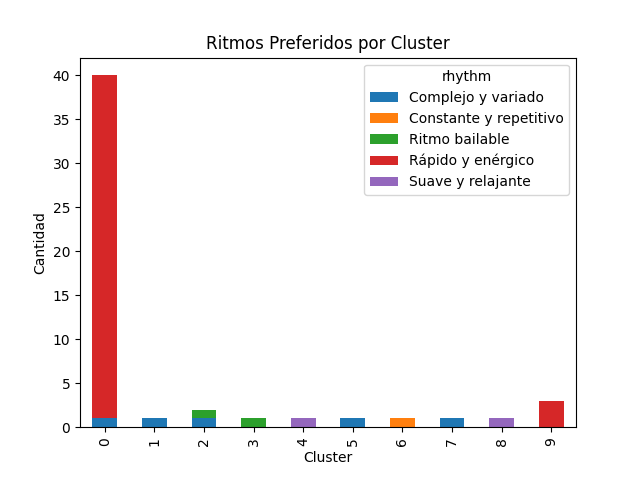 Ritmos Preferidos por Cluster
rhythm
Complejo y variado
Constante y repetitivo
Ritmo bailable
Rápido y enérgico
Suave y relajante
Cantidad
40
35
30
25
20
15
10
5
0
0 1 2 3 4 5 6 7 8 9
Cluster